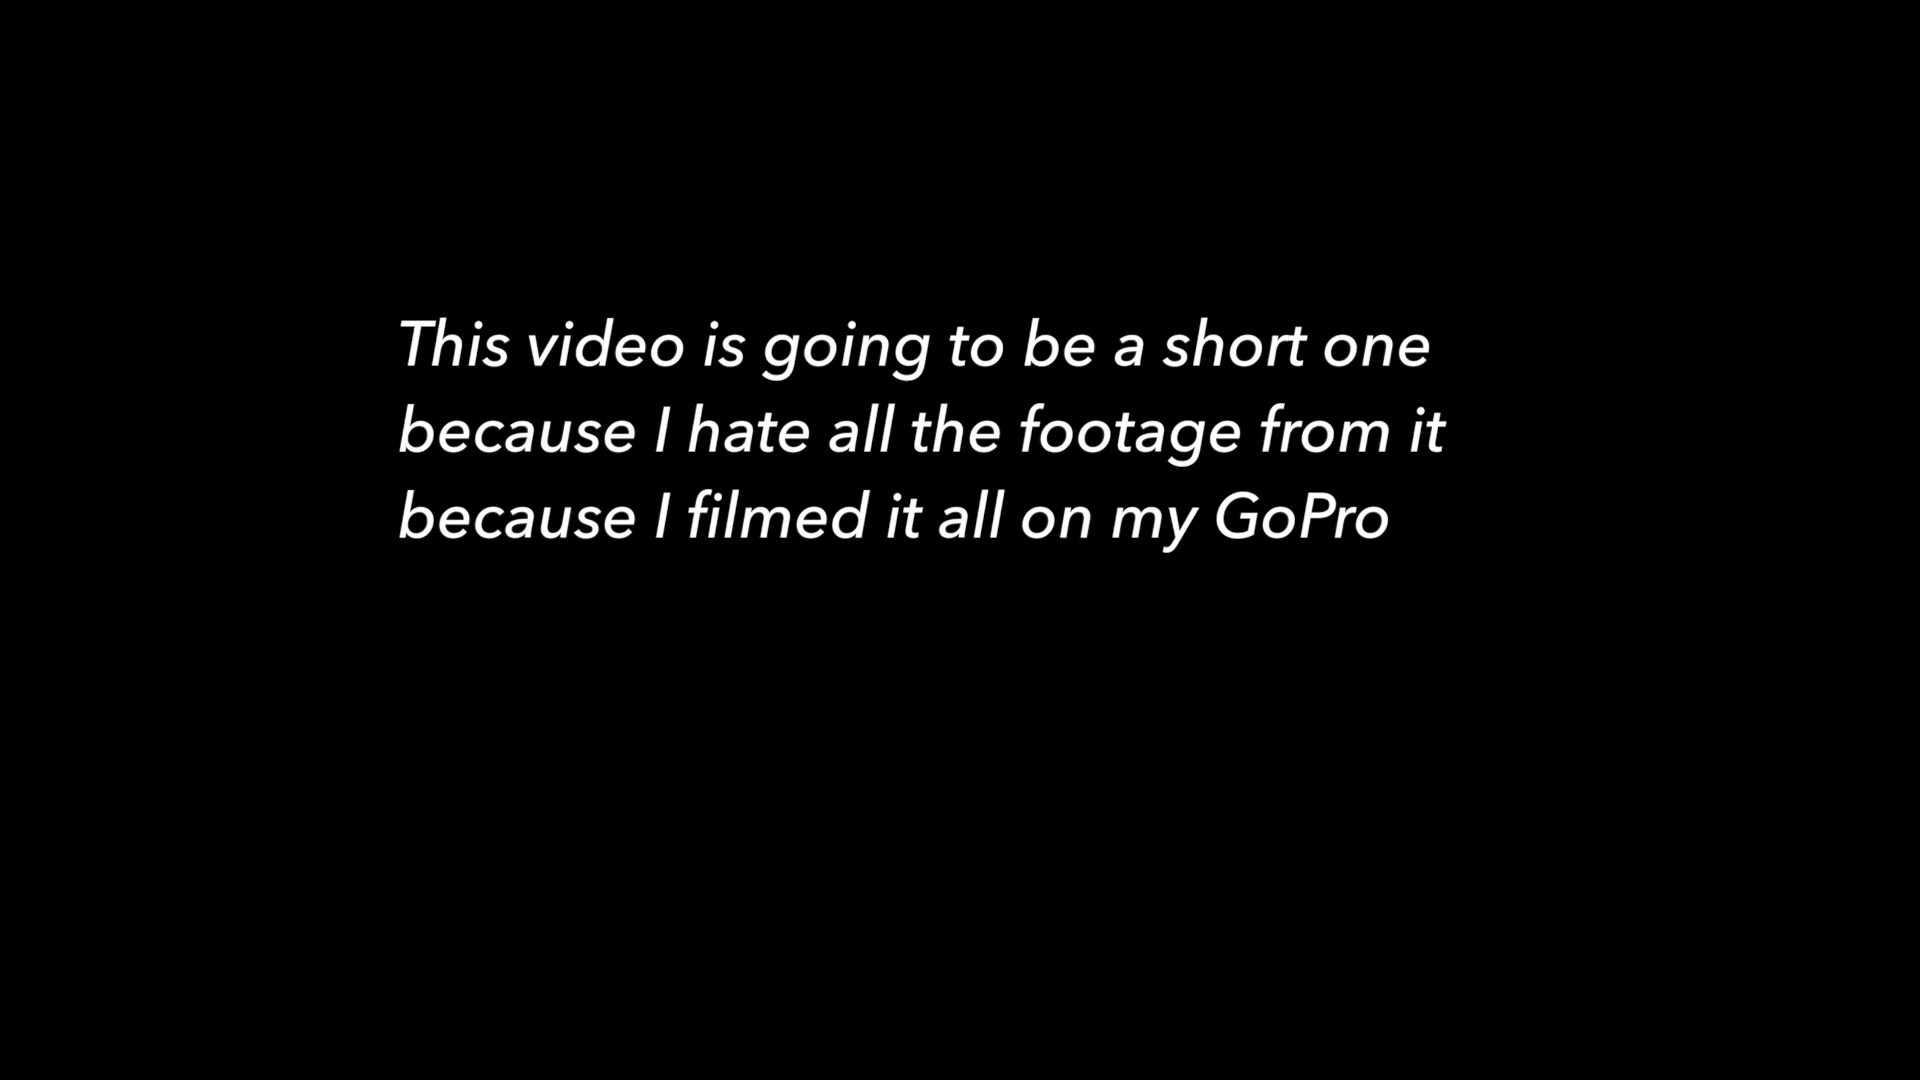 This video is going to be a short one
because I hate all the footage from it
because I filmed it all on my GoPro